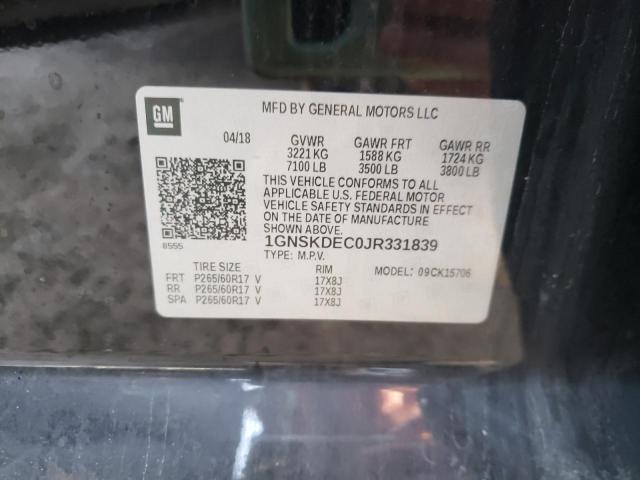 GM
MFD BY GENERAL MOTORS LLC
04/18 GVWR GAWR FRT GAWR RR
3221 KG 1588 KG 1724 KG
7100 LB 3500 LB 3800 LB
THIS VEHICLE CONFORMS TO ALL
APPLICABLE U.S. FEDERAL MOTOR
VEHICLE SAFETY STANDARDS IN EFFECT
ON THE DATE OF MANUFACTURE
SHOWN ABOVE.
8555
1GNSKDEC0JR331839
TYPE: M.P.V. MODEL: 09CK15706
TIRE SIZE RIM
FRT P265/60R17 V 17X8J
RR P265/60R17 V 17X8J
SPA P265/60R17 V 17X8J